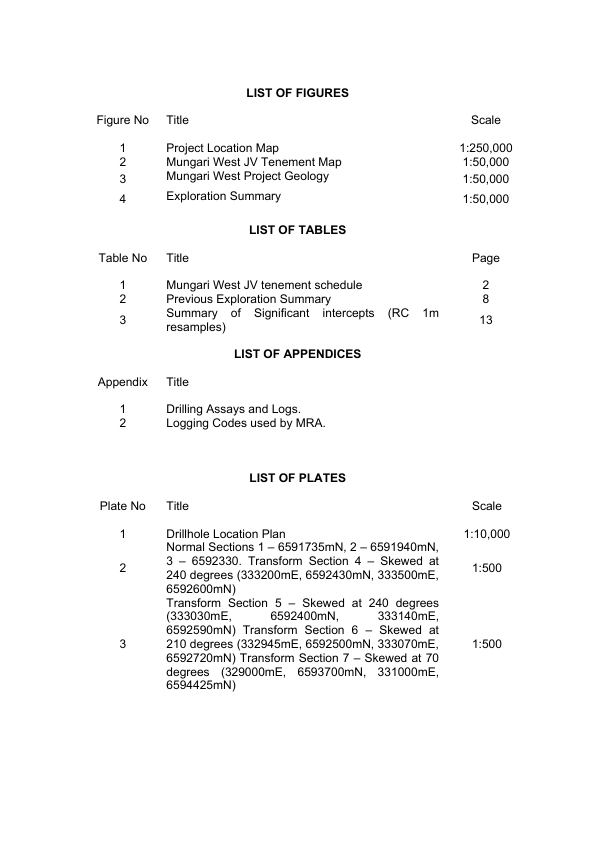 LIST OF FIGURES
Figure No Title Scale
1 Project Location Map 1:250,000
2 Mungari West JV Tenement Map 1:50,000
3 Mungari West Project Geology 1:50,000
4 Exploration Summary 1:50,000
LIST OF TABLES
Table No Title Page
1 Mungari West JV tenement schedule 2
2 Previous Exploration Summary 8
3 Summary of Significant intercepts (RC 1m
resamples) 13
LIST OF APPENDICES
Appendix Title
1 Drilling Assays and Logs.
2 Logging Codes used by MRA.
LIST OF PLATES
Plate No Title Scale
1 Drillhole Location Plan 1:10,000
Normal Sections 1 – 6591735mN, 2 – 6591940mN,
2 3 – 6592330. Transform Section 4 – Skewed at 1:500
240 degrees (333200mE, 6592430mN, 333500mE,
6592600mN)
Transform Section 5 – Skewed at 240 degrees
(333030mE, 6592400mN, 333140mE,
6592590mN) Transform Section 6 – Skewed at
3 210 degrees (332945mE, 6592500mN, 333070mE, 1:500
6592720mN) Transform Section 7 – Skewed at 70
degrees (329000mE, 6593700mN, 331000mE,
6594425mN)